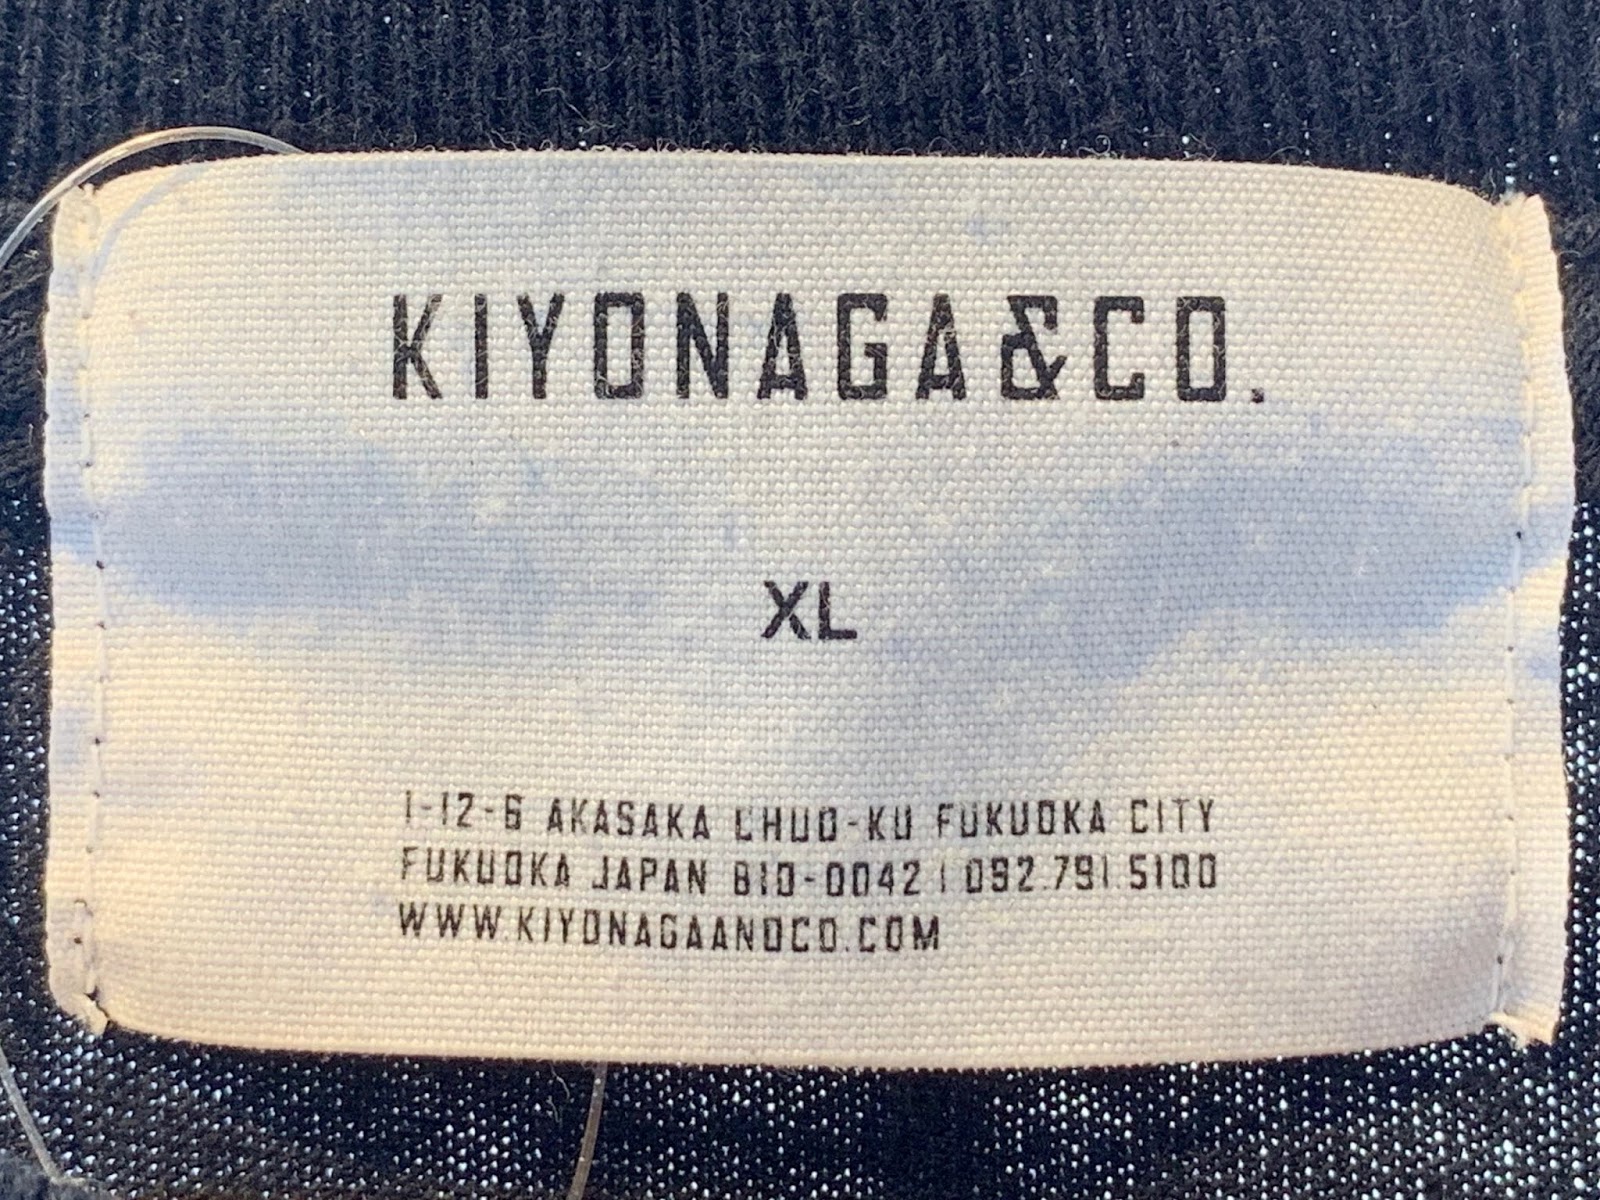 KIYONAGA&CO.
XL
1-12-6 AKASAKA CHUO-KU FUKUOKA CITY
FUKUOKA JAPAN 810-0042 | 092.791.5100
WWW.KIYONAGAANDCO.COM